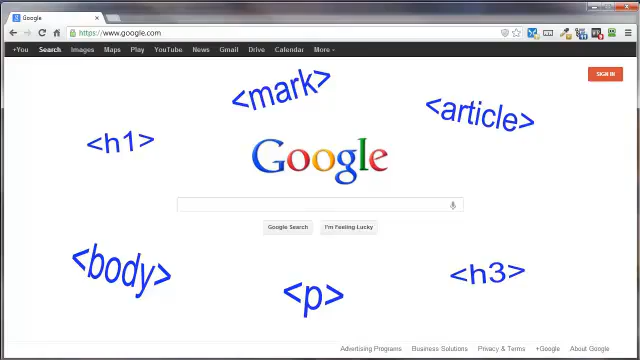 Google
https://www.google.com
+You Search Images Maps Play YouTube News Gmail Drive Calendar More
SIGN IN
<mark>
<article>
<h1>
Google
Google Search I'm Feeling Lucky
<body>
<p>
<h3>
Advertising Programs Business Solutions Privacy & Terms +Google About Google